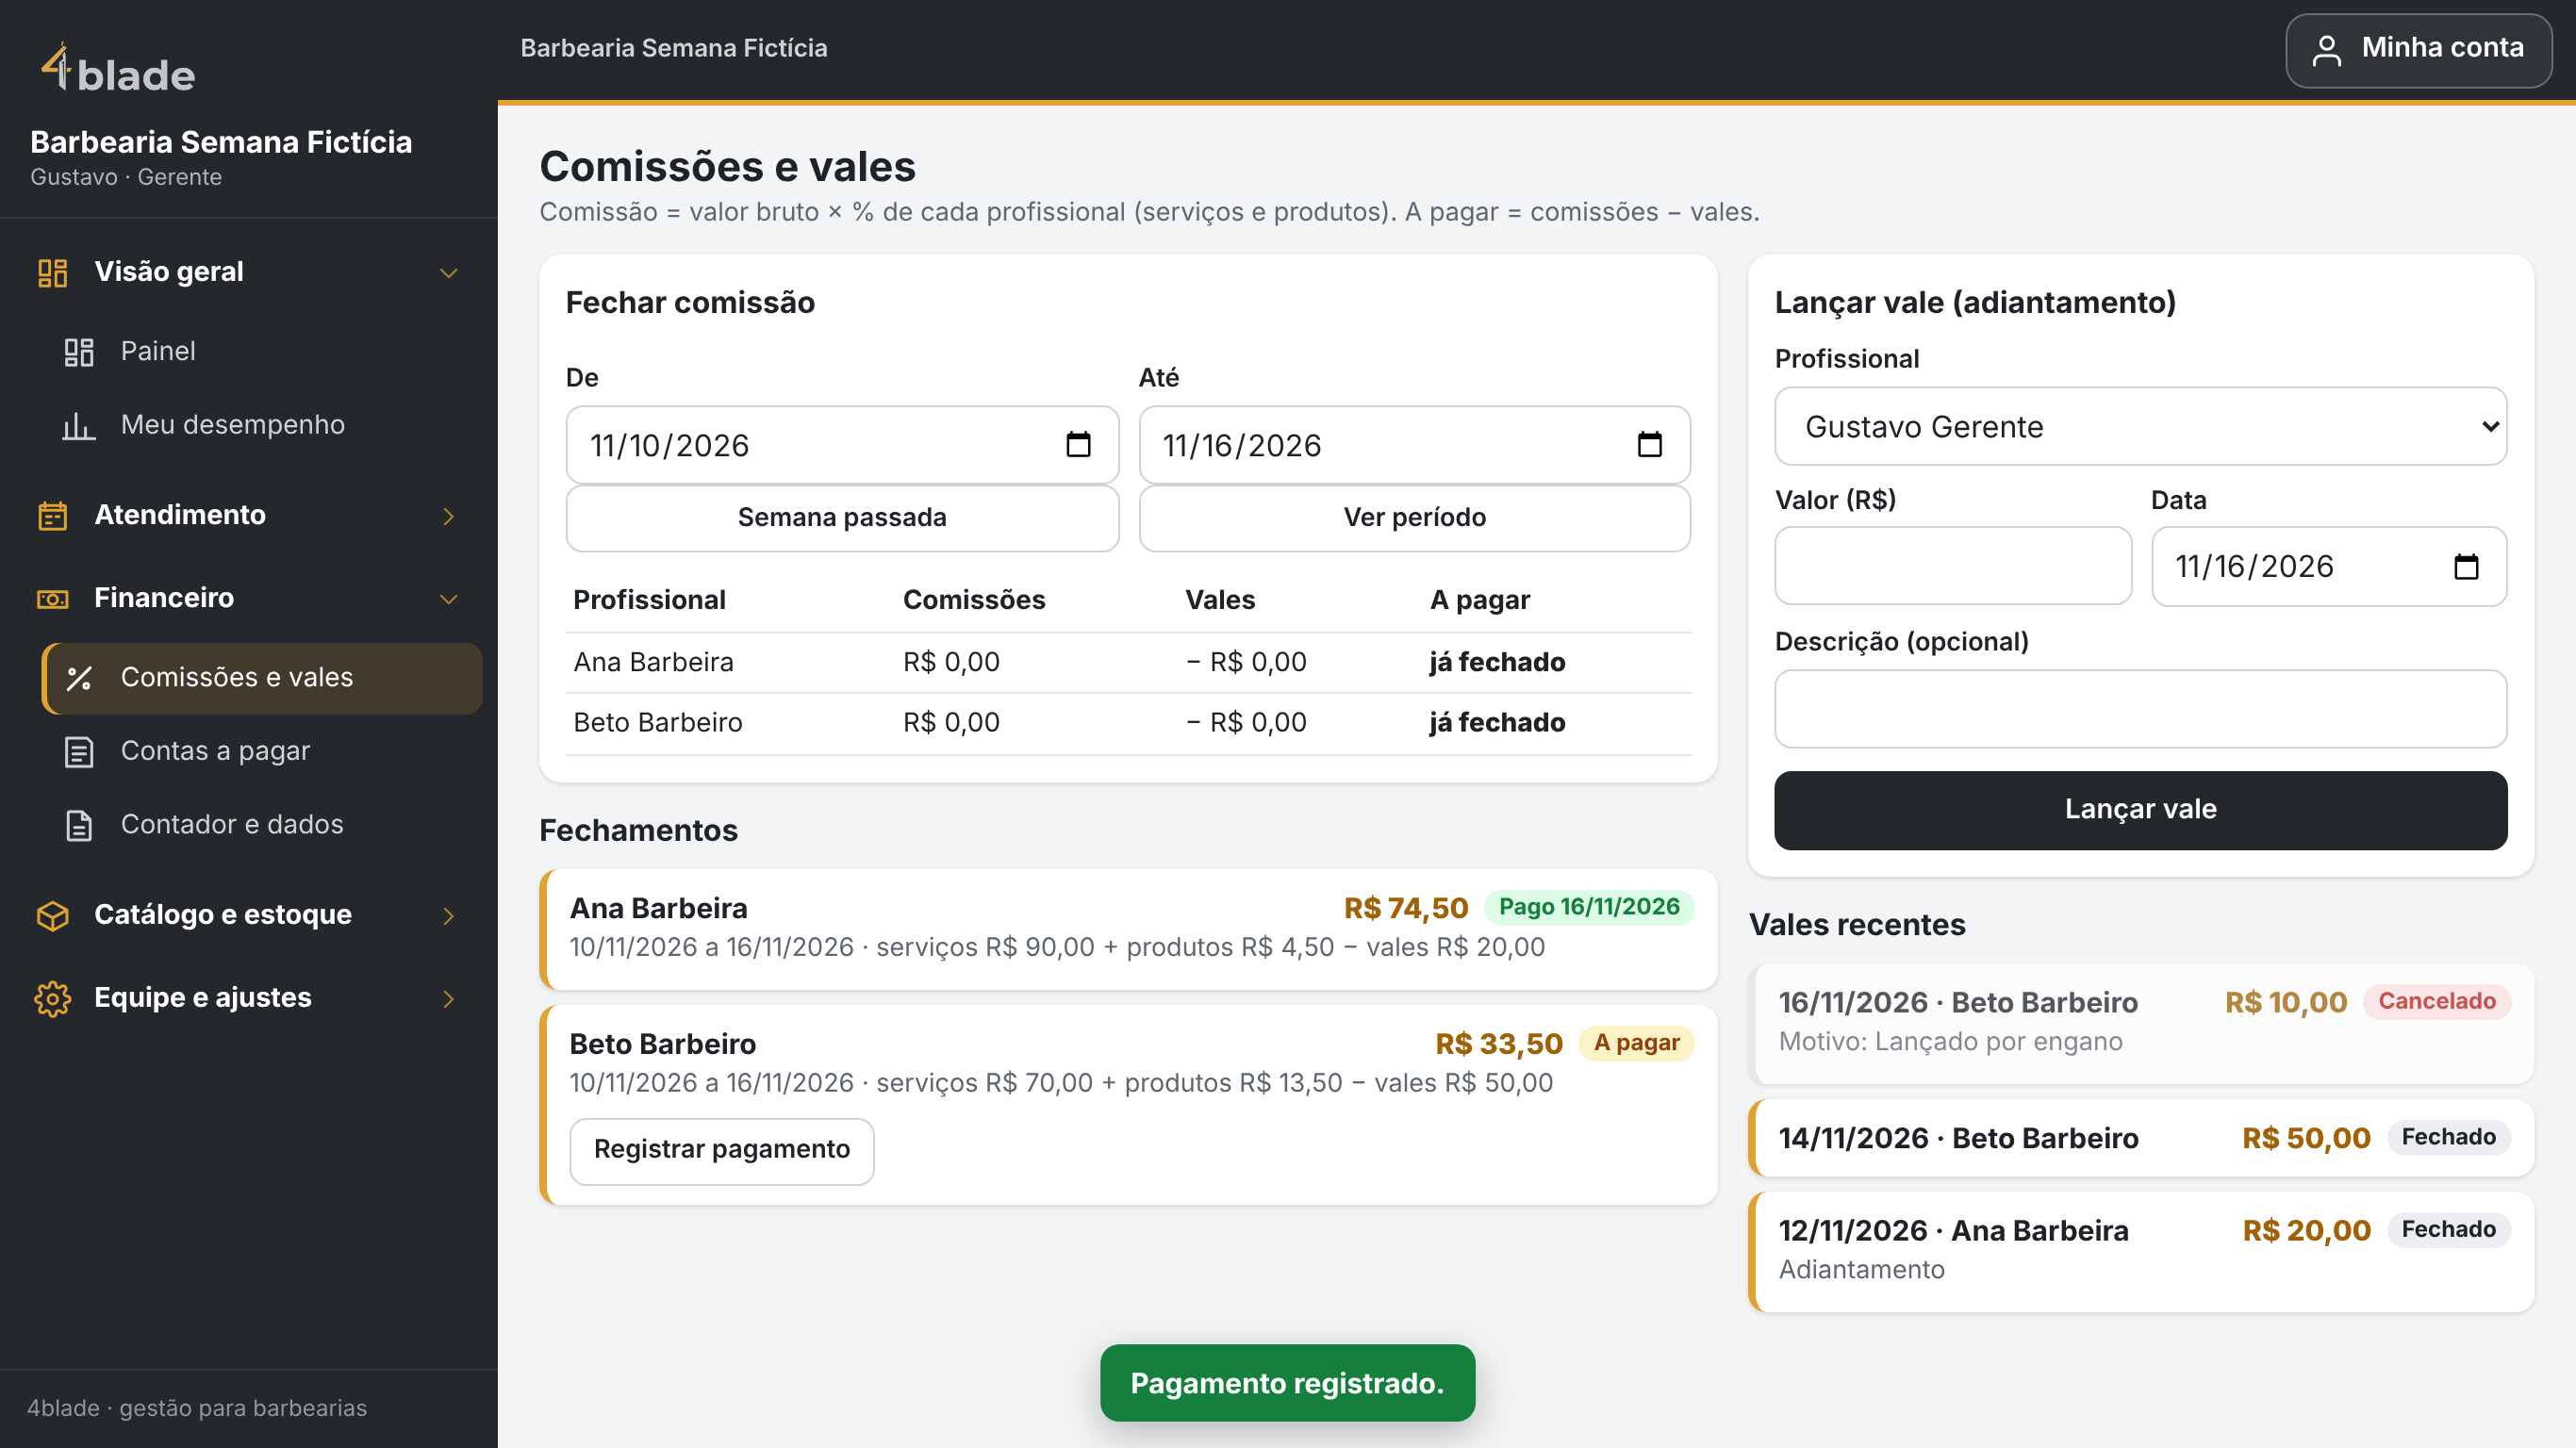 4blade
Barbearia Semana Fictícia
Gustavo · Gerente
Visão geral
Painel
Meu desempenho
Atendimento
Financeiro
Comissões e vales
Contas a pagar
Contador e dados
Catálogo e estoque
Equipe e ajustes
4blade · gestão para barbearias
Barbearia Semana Fictícia
Minha conta
Comissões e vales
Comissão = valor bruto × % de cada profissional (serviços e produtos). A pagar = comissões − vales.
Fechar comissão
De Até
11/10/2026 11/16/2026
Semana passada Ver período
Profissional Comissões Vales A pagar
Ana Barbeira R$ 0,00 − R$ 0,00 já fechado
Beto Barbeiro R$ 0,00 − R$ 0,00 já fechado
Fechamentos
Ana Barbeira R$ 74,50 Pago 16/11/2026
10/11/2026 a 16/11/2026 · serviços R$ 90,00 + produtos R$ 4,50 − vales R$ 20,00
Beto Barbeiro R$ 33,50 A pagar
10/11/2026 a 16/11/2026 · serviços R$ 70,00 + produtos R$ 13,50 − vales R$ 50,00
Registrar pagamento
Lançar vale (adiantamento)
Profissional
Gustavo Gerente
Valor (R$) Data
11/16/2026
Descrição (opcional)
Lançar vale
Vales recentes
16/11/2026 · Beto Barbeiro R$ 10,00 Cancelado
Motivo: Lançado por engano
14/11/2026 · Beto Barbeiro R$ 50,00 Fechado
12/11/2026 · Ana Barbeira R$ 20,00 Fechado
Adiantamento
Pagamento registrado.